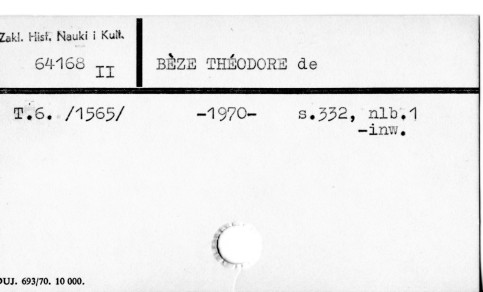 Zakl. Hist. Nauki i Kult.
64168 II
BÈZE THÉODORE de
T.6. /1565/ -1970- s.332, nlb.1
-inw.
DUJ. 693/70. 10 000.